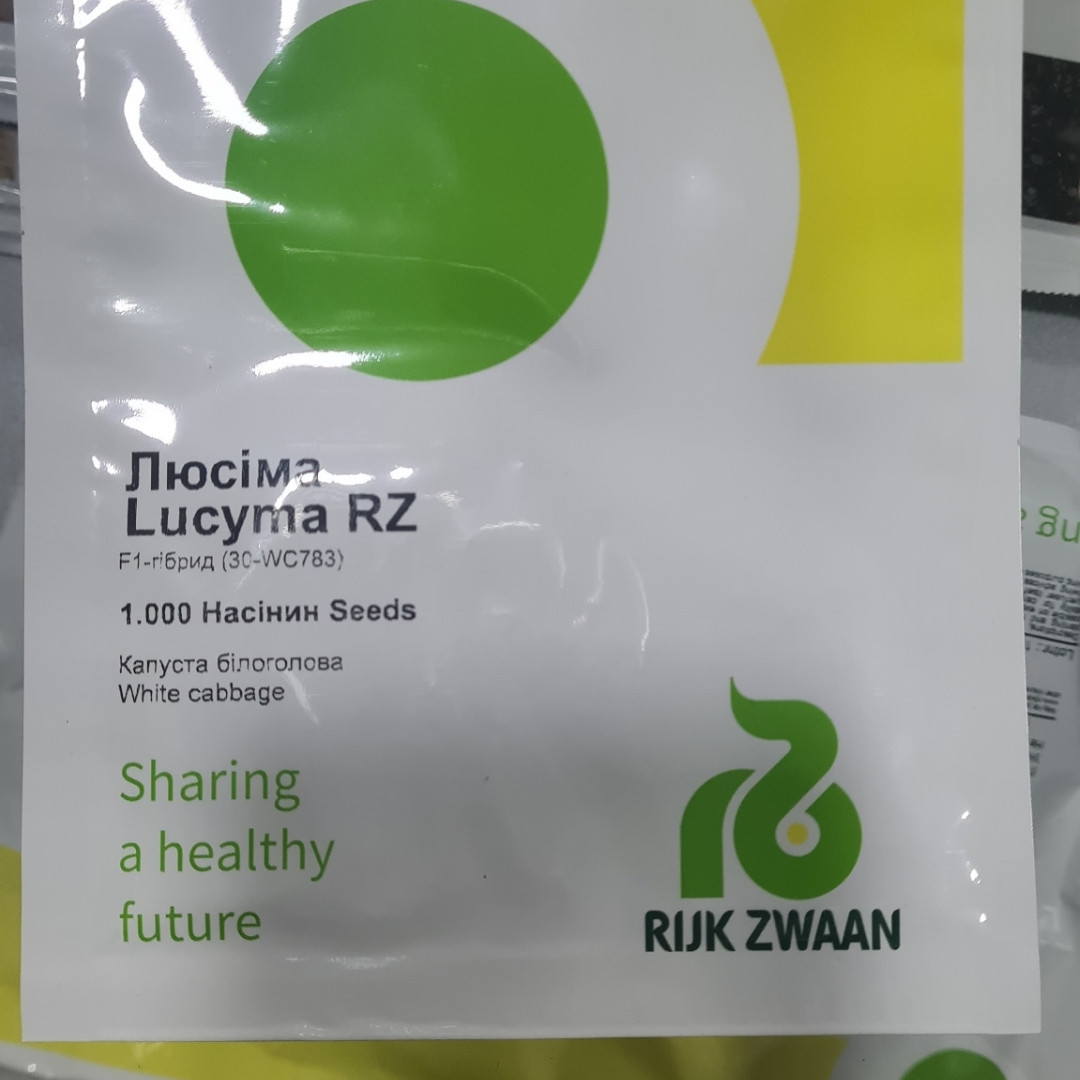 Люсіма
Lucyma RZ
F1-гібрид (30-WC783)
1.000 Насінин Seeds
Капуста білоголова
White cabbage
Sharing
a healthy
future
RIJK ZWAAN